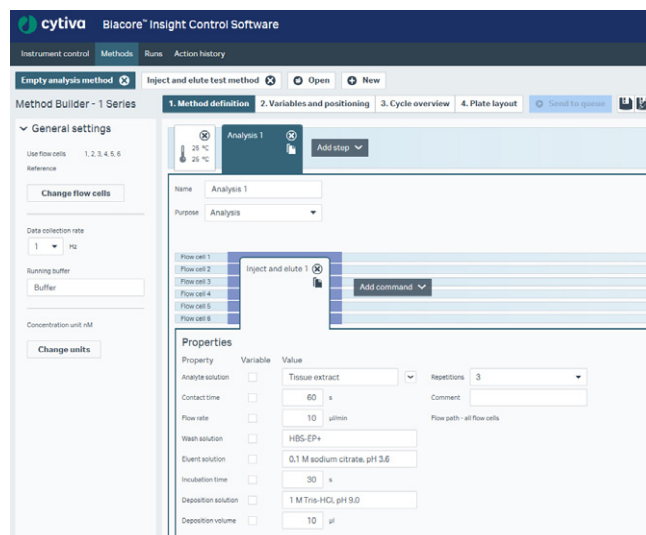 cytiva Biacore™ Insight Control Software
Instrument control Methods Runs Action history
Empty analysis method Inject and elute test method Open New
Method Builder - 1 Series 1. Method definition 2. Variables and positioning 3. Cycle overview 4. Plate layout Send to queue
General settings
Analysis 1
25 °C
25 °C
Add step
Use flow cells 1, 2, 3, 4, 5, 6
Reference
Change flow cells
Name Analysis 1
Purpose Analysis
Data collection rate
1 Hz
Running buffer
Buffer
Concentration unit nM
Change units
Flow cell 1
Flow cell 2
Flow cell 3
Flow cell 4
Flow cell 5
Flow cell 6
Inject and elute 1
Add command
Properties
Property Variable Value
Analyte solution Tissue extract Repetitions 3
Contact time 60 s Comment
Flow rate 10 µl/min Flow path - all flow cells
Wash solution HBS-EP+
Eluent solution 0.1 M sodium citrate, pH 3.6
Incubation time 30 s
Deposition solution 1 M Tris-HCl, pH 9.0
Deposition volume 10 µl